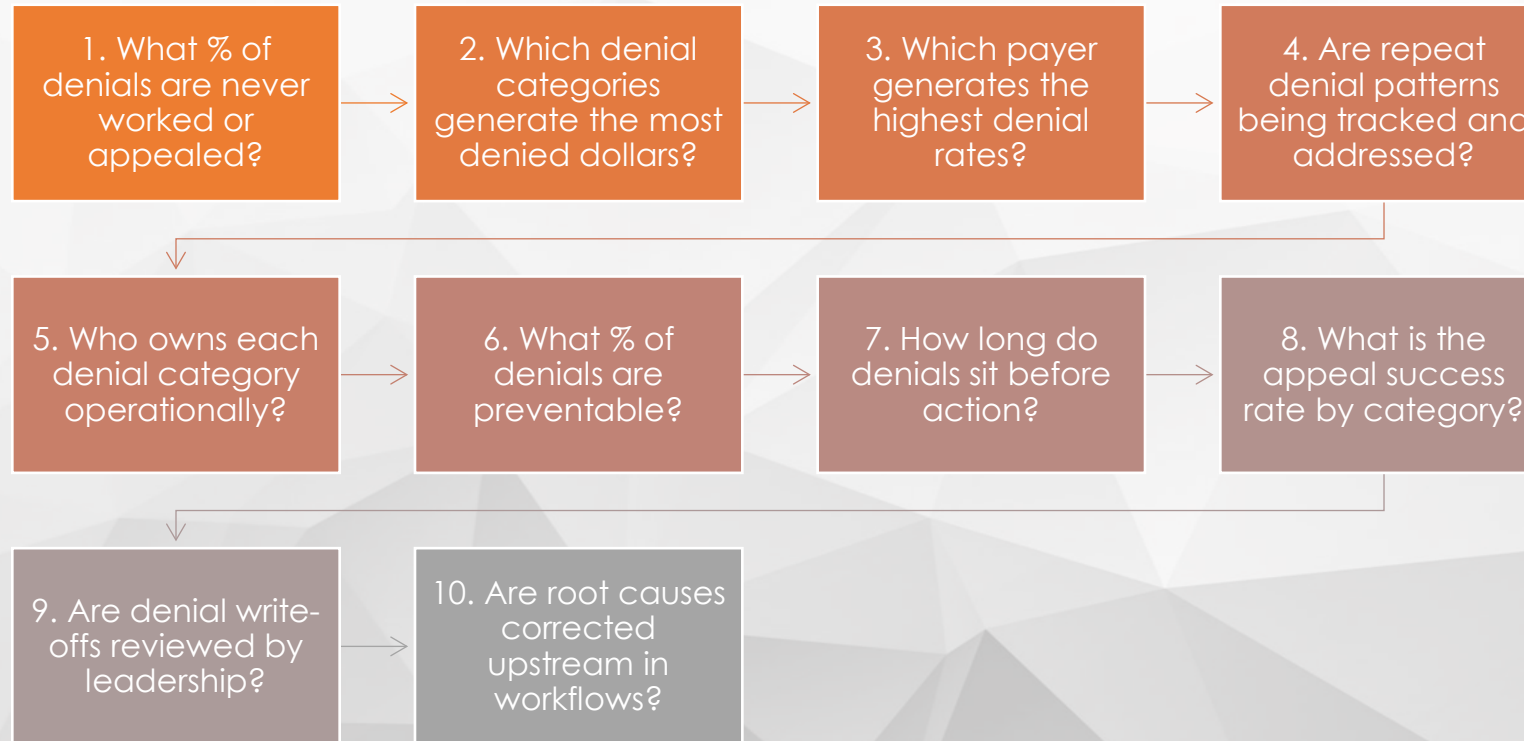 1. What % of
denials are never
worked or
appealed?
2. Which denial
categories
generate the most
denied dollars?
3. Which payer
generates the
highest denial
rates?
4. Are repeat
denial patterns
being tracked and
addressed?
5. Who owns each
denial category
operationally?
6. What % of
denials are
preventable?
7. How long do
denials sit before
action?
8. What is the
appeal success
rate by category?
9. Are denial write-
offs reviewed by
leadership?
10. Are root causes
corrected
upstream in
workflows?